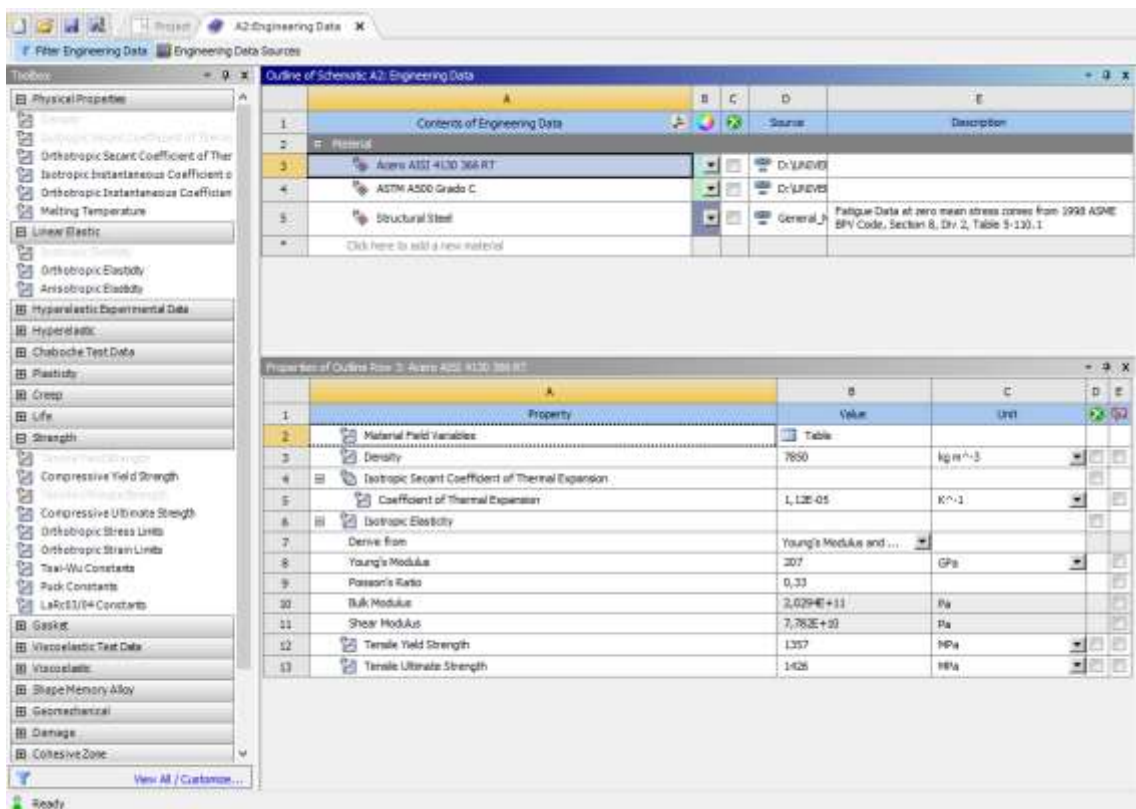 Project
A2:Engineering Data
Filter Engineering Data
Engineering Data Sources
Toolbox
Physical Properties
Orthotropic Secant Coefficient of Ther
Isotropic Instantaneous Coefficient o
Orthotropic Instantaneous Coefficien
Melting Temperature
Linear Elastic
Orthotropic Elasticity
Anisotropic Elasticity
Hyperelastic Experimental Data
Hyperelastic
Chaboche Test Data
Plasticity
Creep
Life
Strength
Tensile Yield Strength
Compressive Yield Strength
Tensile Ultimate Strength
Compressive Ultimate Strength
Orthotropic Stress Limits
Orthotropic Strain Limits
Tsai-Wu Constants
Puck Constants
LaRc03/04 Constants
Gasket
Viscoelastic Test Data
Viscoelastic
Shape Memory Alloy
Geomechanical
Damage
Cohesive Zone
View All / Customize...
Ready
Outline of Schematic A2: Engineering Data
A B C D E
1 Contents of Engineering Data Source Description
2 Material
3 Acero AISI 4130 366 RT D:\UNIVER
4 ASTM A500 Grado C D:\UNIVER
5 Structural Steel General_M Fatigue Data at zero mean stress comes from 1998 ASME
BPV Code, Section 8, Div 2, Table 5-110.1
* Click here to add a new material
Properties of Outline Row 3: Acero AISI 4130 366 RT
A B C D E
1 Property Value Unit
2 Material Field Variables Table
3 Density 7850 kg m^-3
4 Isotropic Secant Coefficient of Thermal Expansion
5 Coefficient of Thermal Expansion 1,12E-05 K^-1
6 Isotropic Elasticity
7 Derive from Young's Modulus and ...
8 Young's Modulus 207 GPa
9 Poisson's Ratio 0,33
10 Bulk Modulus 2,0294E+11 Pa
11 Shear Modulus 7,782E+10 Pa
12 Tensile Yield Strength 1357 MPa
13 Tensile Ultimate Strength 1426 MPa